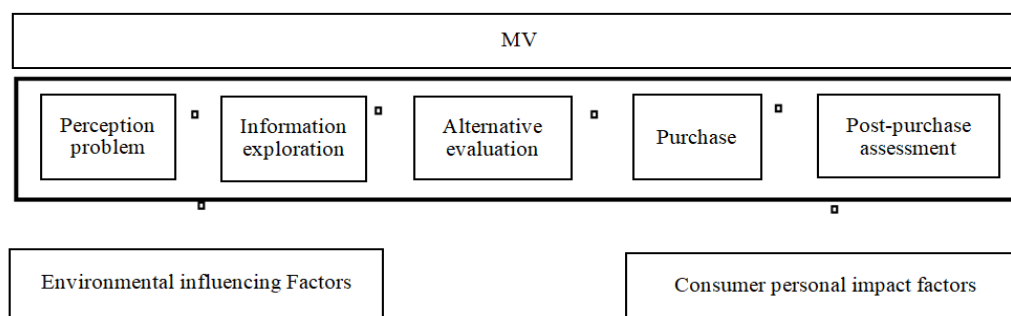 MV
Perception
problem
Information
exploration
Alternative
evaluation
Purchase
Post-purchase
assessment
Environmental influencing Factors
Consumer personal impact factors